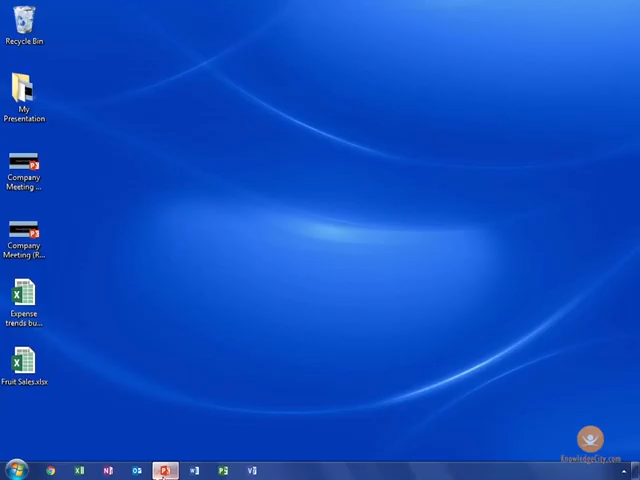 Recycle Bin
My
Presentation
Company
Meeting ...
Company
Meeting (R...
Expense
trends bu...
Fruit Sales.xlsx
KnowledgeCity.com